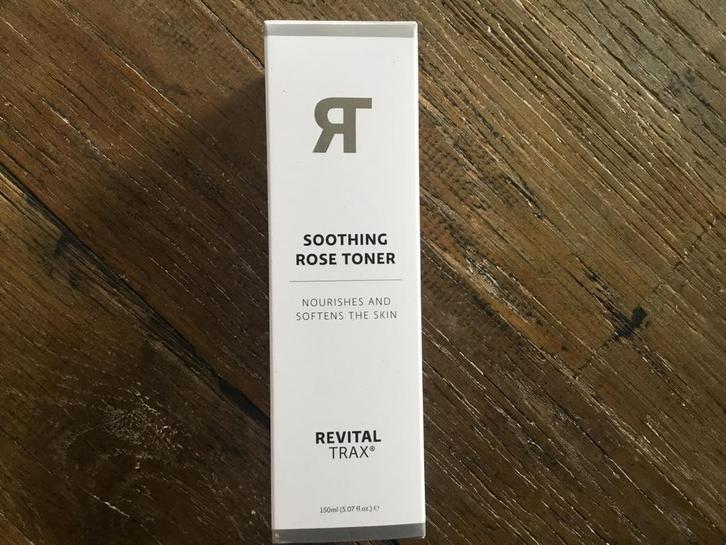 RT
SOOTHING
ROSE TONER
NOURISHES AND
SOFTENS THE SKIN
REVITAL
TRAX®
150ml (5.07 fl.oz.) ℮